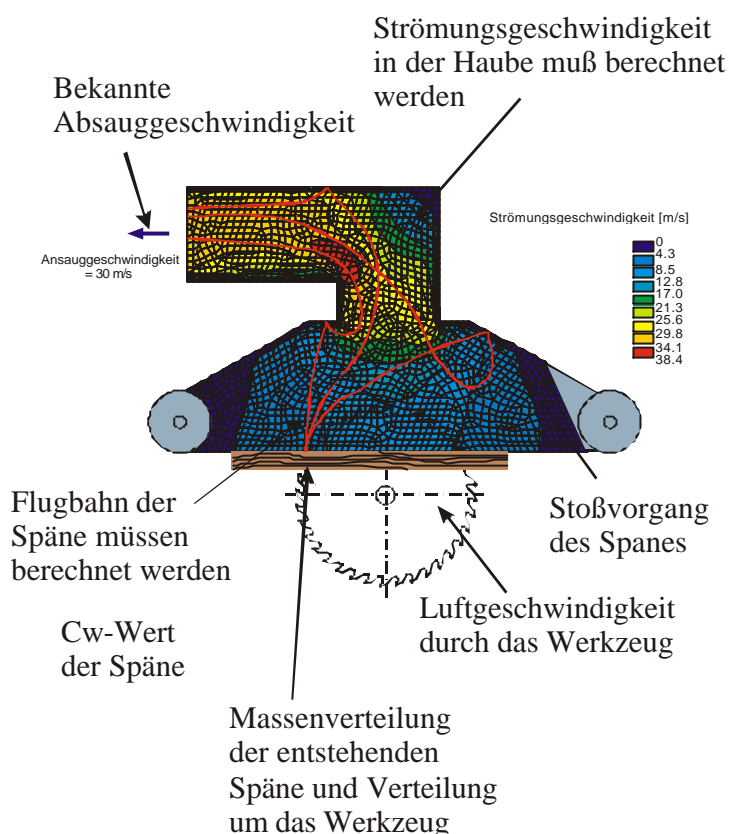 Strömungsgeschwindigkeit
in der Haube muß berechnet
werden
Bekannte
Absauggeschwindigkeit
Strömungsgeschwindigkeit [m/s]
Ansauggeschwindigkeit
= 30 m/s
0
4.3
8.5
12.8
17.0
21.3
25.6
29.8
34.1
38.4
Flugbahn der
Späne müssen
berechnet werden
Stoßvorgang
des Spanes
Cw-Wert
der Späne
Luftgeschwindigkeit
durch das Werkzeug
Massenverteilung
der entstehenden
Späne und Verteilung
um das Werkzeug